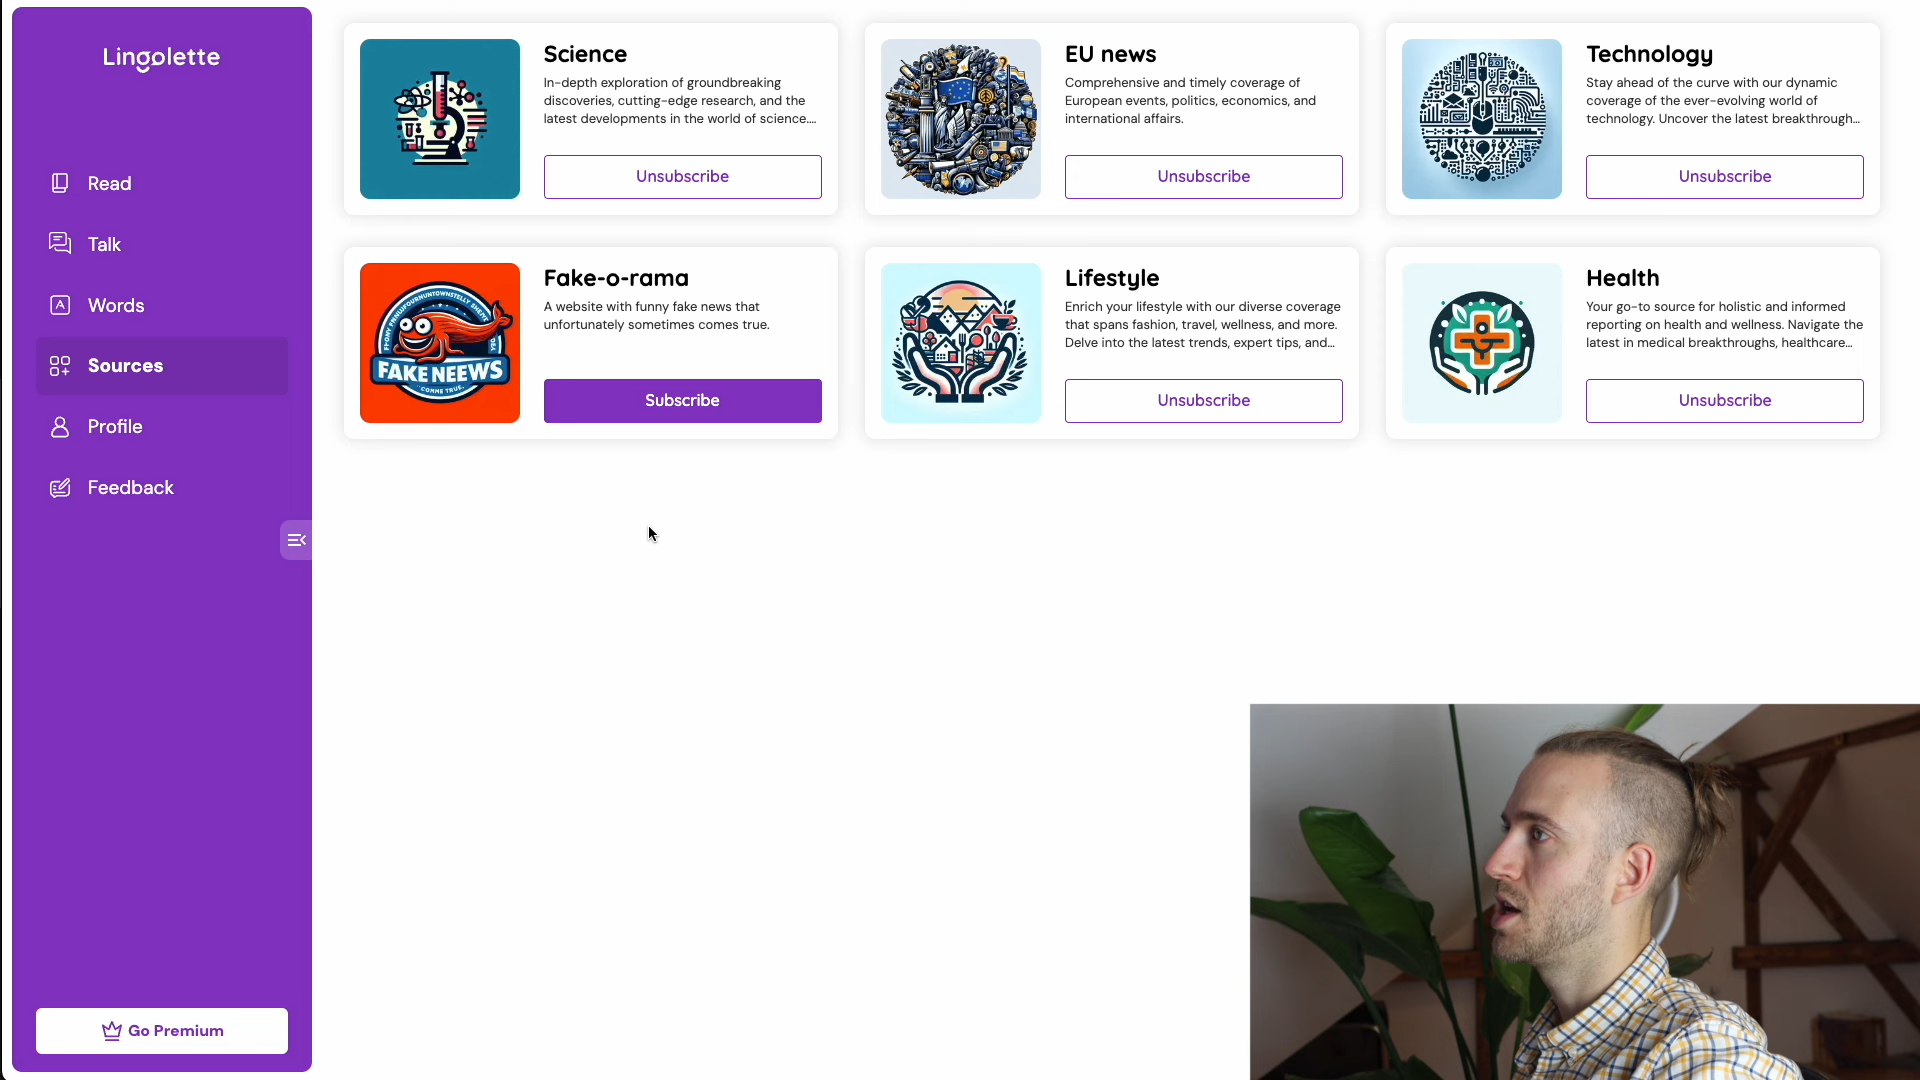 Lingolette
Read
Talk
Words
Sources
Profile
Feedback
Go Premium
Science
In-depth exploration of groundbreaking
discoveries, cutting-edge research, and the
latest developments in the world of science....
Unsubscribe
EU news
Comprehensive and timely coverage of
European events, politics, economics, and
international affairs.
Unsubscribe
Technology
Stay ahead of the curve with our dynamic
coverage of the ever-evolving world of
technology. Uncover the latest breakthrough...
Unsubscribe
FAKE NEEWS
COMHE TRUE.
Fake-o-rama
A website with funny fake news that
unfortunately sometimes comes true.
Subscribe
Lifestyle
Enrich your lifestyle with our diverse coverage
that spans fashion, travel, wellness, and more.
Delve into the latest trends, expert tips, and...
Unsubscribe
Health
Your go-to source for holistic and informed
reporting on health and wellness. Navigate the
latest in medical breakthroughs, healthcare...
Unsubscribe